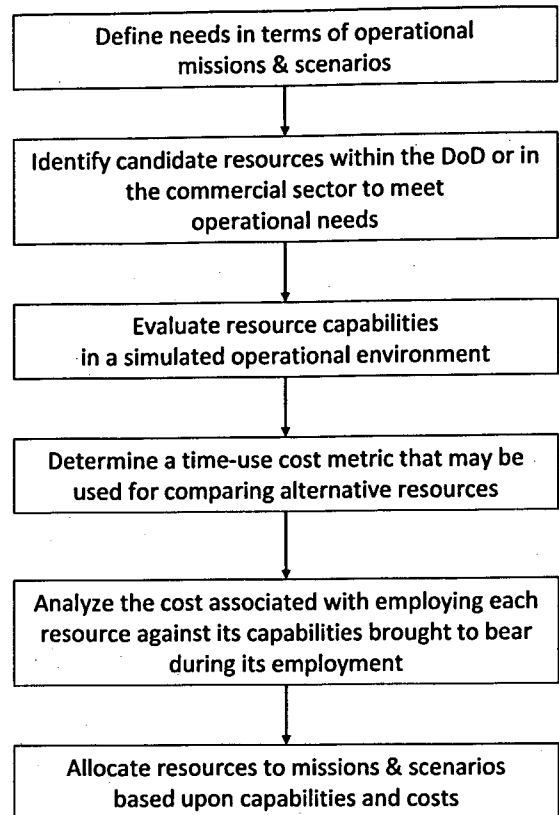 Define needs in terms of operational
missions & scenarios
Identify candidate resources within the DoD or in
the commercial sector to meet
operational needs
Evaluate resource capabilities
in a simulated operational environment
Determine a time-use cost metric that may be
used for comparing alternative resources
Analyze the cost associated with employing each
resource against its capabilities brought to bear
during its employment
Allocate resources to missions & scenarios
based upon capabilities and costs